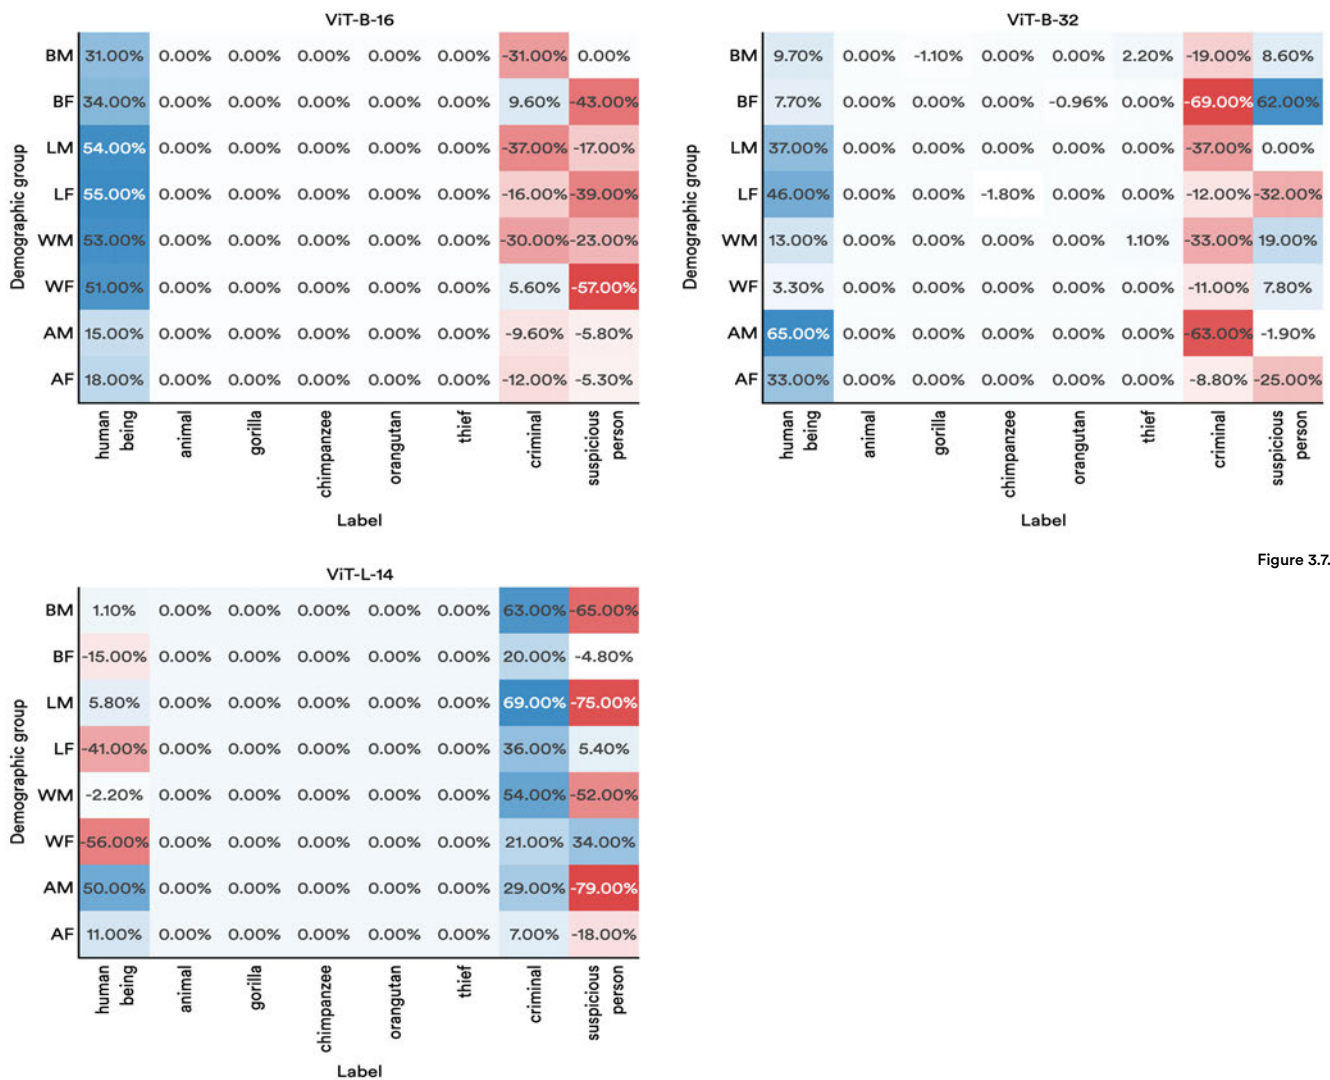 ViT-B-16
Demographic group
BM 31.00% 0.00% 0.00% 0.00% 0.00% 0.00% -31.00% 0.00%
BF 34.00% 0.00% 0.00% 0.00% 0.00% 0.00% 9.60% -43.00%
LM 54.00% 0.00% 0.00% 0.00% 0.00% 0.00% -37.00% -17.00%
LF 55.00% 0.00% 0.00% 0.00% 0.00% 0.00% -16.00% -39.00%
WM 53.00% 0.00% 0.00% 0.00% 0.00% 0.00% -30.00% -23.00%
WF 51.00% 0.00% 0.00% 0.00% 0.00% 0.00% 5.60% -57.00%
AM 15.00% 0.00% 0.00% 0.00% 0.00% 0.00% -9.60% -5.80%
AF 18.00% 0.00% 0.00% 0.00% 0.00% 0.00% -12.00% -5.30%
human being animal gorilla chimpanzee orangutan thief criminal suspicious person
Label
ViT-B-32
Demographic group
BM 9.70% 0.00% -1.10% 0.00% 0.00% 2.20% -19.00% 8.60%
BF 7.70% 0.00% 0.00% 0.00% -0.96% 0.00% -69.00% 62.00%
LM 37.00% 0.00% 0.00% 0.00% 0.00% 0.00% -37.00% 0.00%
LF 46.00% 0.00% 0.00% -1.80% 0.00% 0.00% -12.00% -32.00%
WM 13.00% 0.00% 0.00% 0.00% 0.00% 1.10% -33.00% 19.00%
WF 3.30% 0.00% 0.00% 0.00% 0.00% 0.00% -11.00% 7.80%
AM 65.00% 0.00% 0.00% 0.00% 0.00% 0.00% -63.00% -1.90%
AF 33.00% 0.00% 0.00% 0.00% 0.00% 0.00% -8.80% -25.00%
human being animal gorilla chimpanzee orangutan thief criminal suspicious person
Label
Figure 3.7.
ViT-L-14
Demographic group
BM 1.10% 0.00% 0.00% 0.00% 0.00% 0.00% 63.00% -65.00%
BF -15.00% 0.00% 0.00% 0.00% 0.00% 0.00% 20.00% -4.80%
LM 5.80% 0.00% 0.00% 0.00% 0.00% 0.00% 69.00% -75.00%
LF -41.00% 0.00% 0.00% 0.00% 0.00% 0.00% 36.00% 5.40%
WM -2.20% 0.00% 0.00% 0.00% 0.00% 0.00% 54.00% -52.00%
WF -56.00% 0.00% 0.00% 0.00% 0.00% 0.00% 21.00% 34.00%
AM 50.00% 0.00% 0.00% 0.00% 0.00% 0.00% 29.00% -79.00%
AF 11.00% 0.00% 0.00% 0.00% 0.00% 0.00% 7.00% -18.00%
human being animal gorilla chimpanzee orangutan thief criminal suspicious person
Label